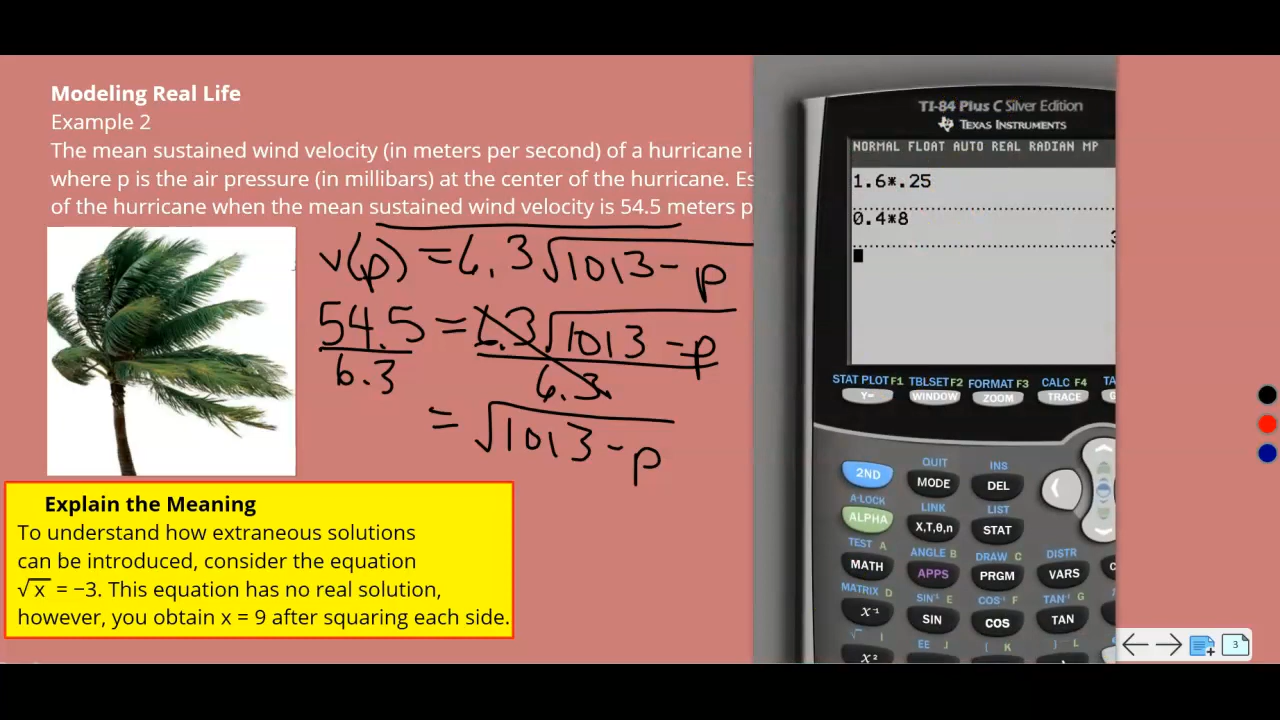 Modeling Real Life
Example 2
The mean sustained wind velocity (in meters per second) of a hurricane i
where p is the air pressure (in millibars) at the center of the hurricane. Es
of the hurricane when the mean sustained wind velocity is 54.5 meters p
v(p) = 6.3√1013 - p
54.5 = 6.3√1013 - p
6.3 6.3
= √1013 - p
Explain the Meaning
To understand how extraneous solutions
can be introduced, consider the equation
√x = −3. This equation has no real solution,
however, you obtain x = 9 after squaring each side.
TI-84 Plus C Silver Edition
TEXAS INSTRUMENTS
NORMAL FLOAT AUTO REAL RADIAN MP
1.6*.25
0.4*8
3
STAT PLOT F1 TBLSET F2 FORMAT F3 CALC F4 TA
Y= WINDOW ZOOM TRACE G
QUIT INS
2ND MODE DEL
A-LOCK LINK LIST
ALPHA X,T,θ,n STAT
TEST A ANGLE B DRAW C DISTR
MATH APPS PRGM VARS C
MATRIX D SIN⁻¹ E COS⁻¹ F TAN⁻¹ G
x⁻¹ SIN COS TAN
√ I EE J { K } L
x²
3